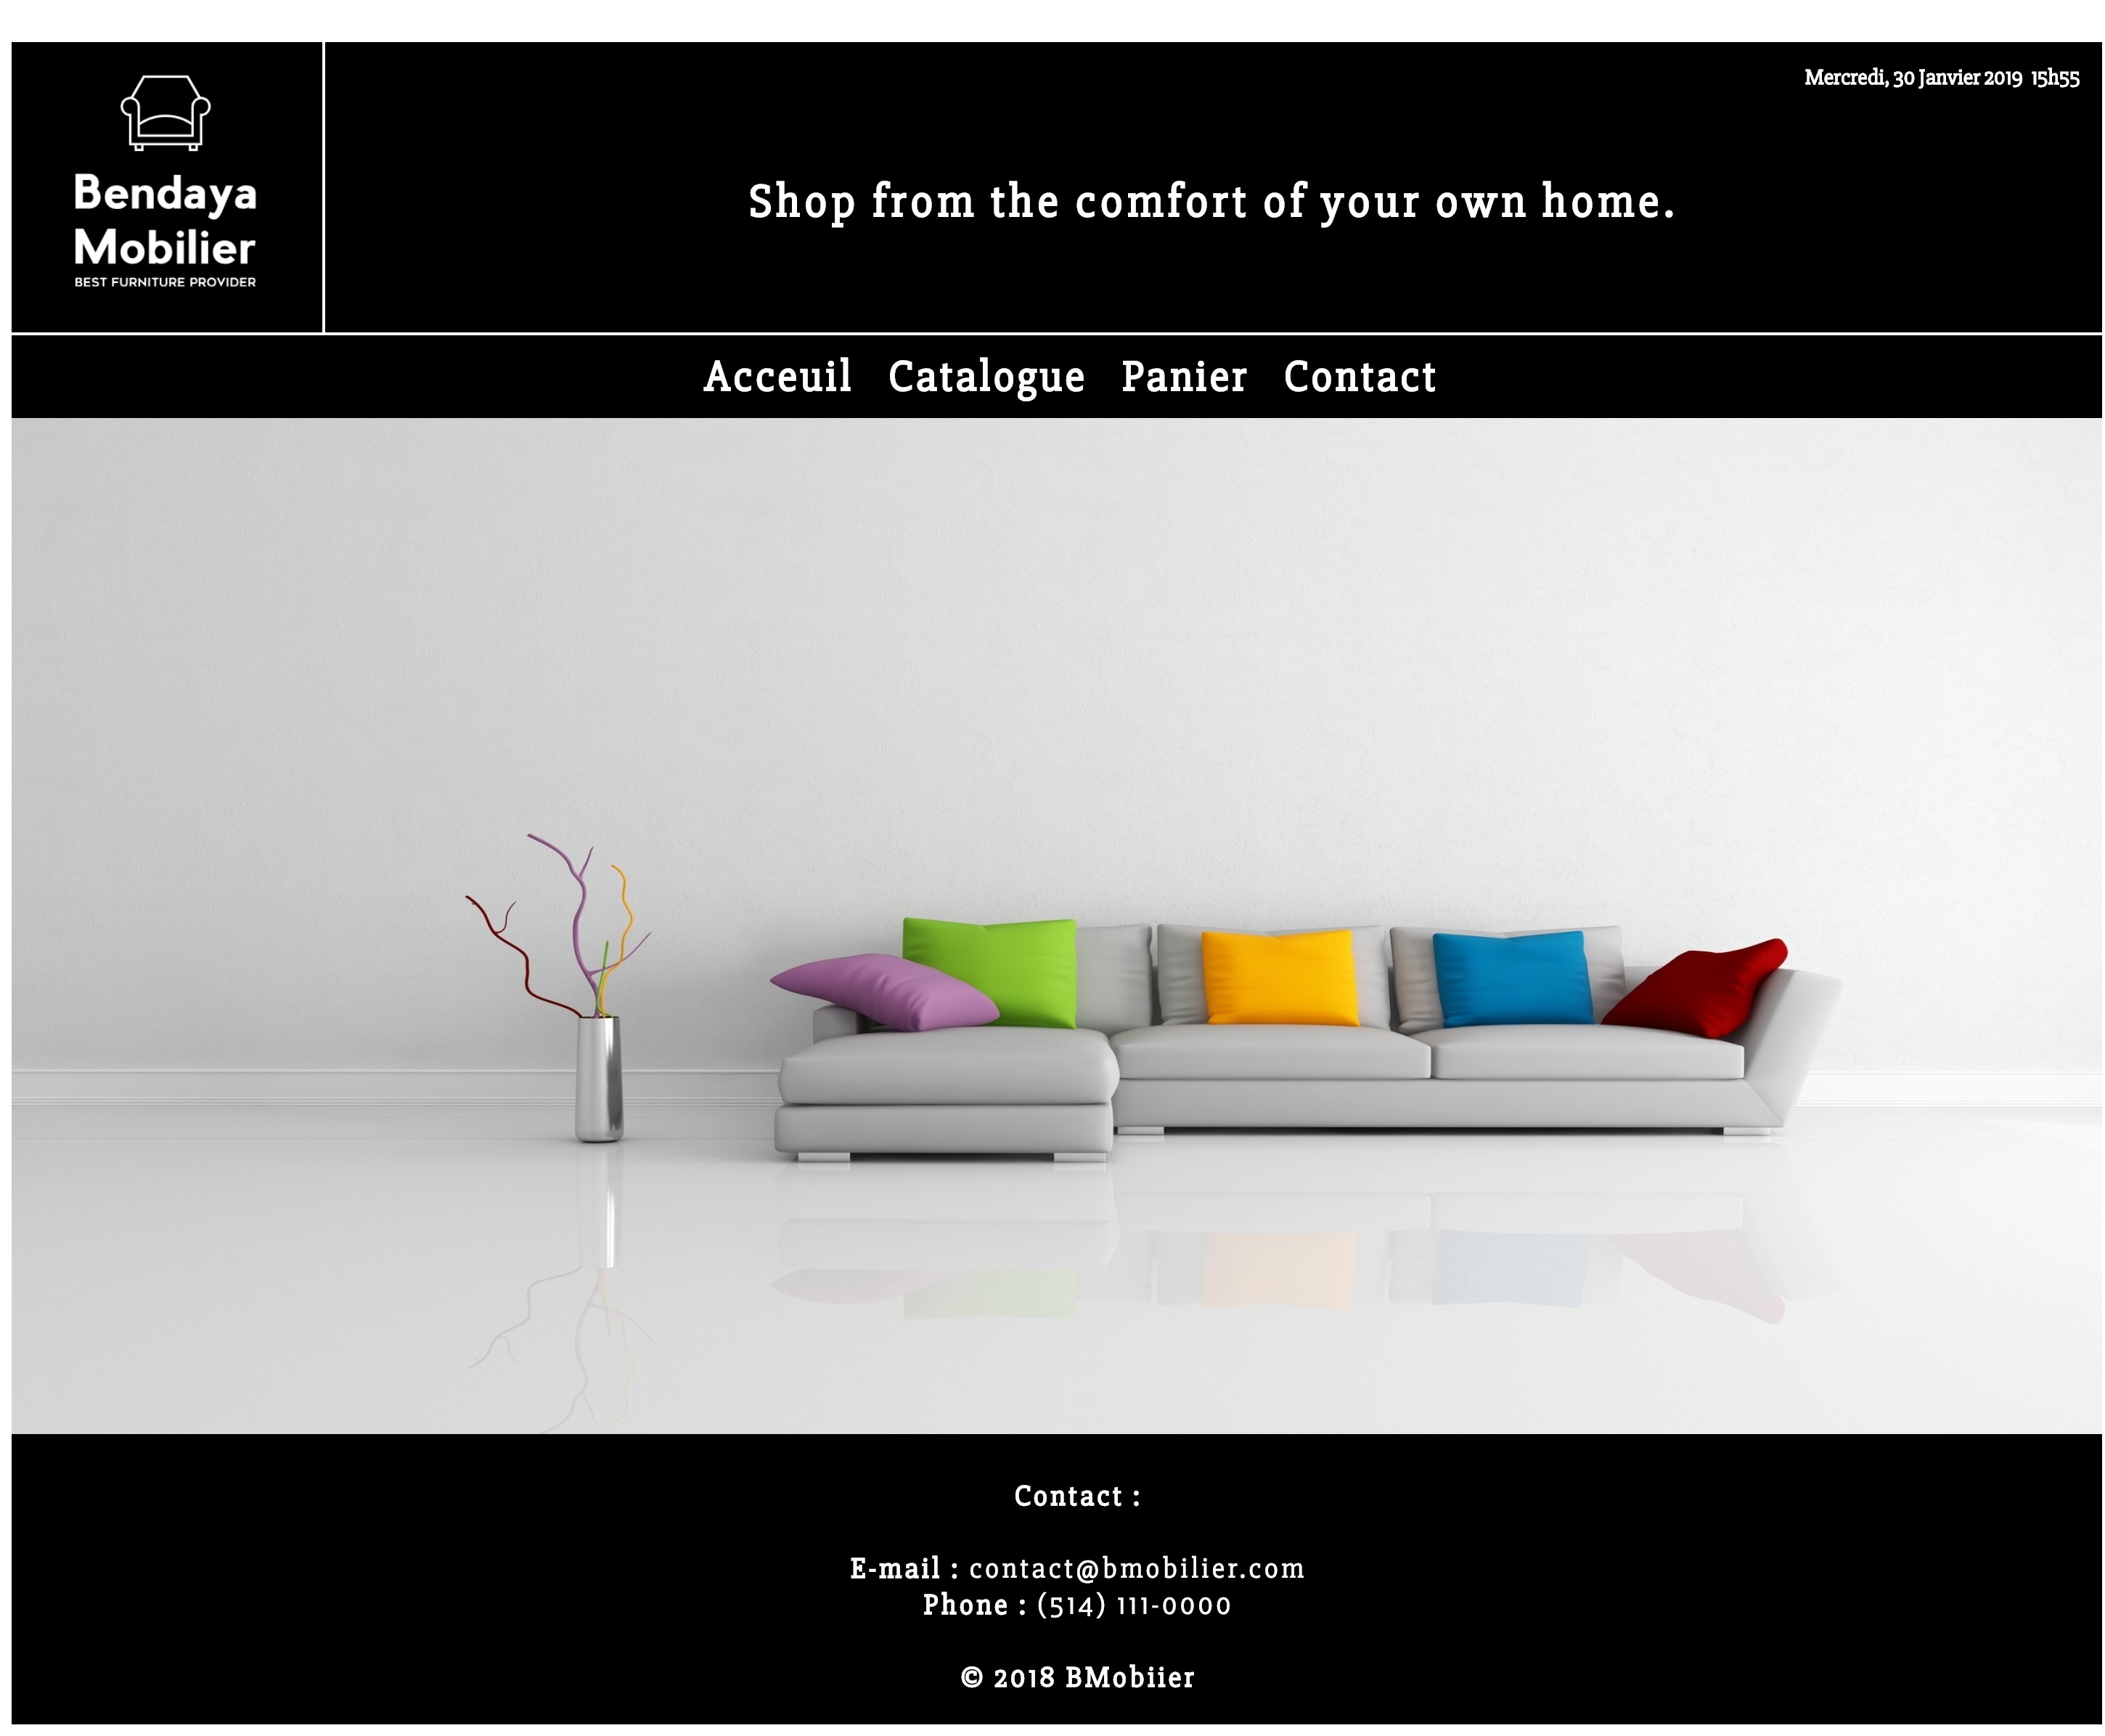 Mercredi, 30 Janvier 2019 15h55
Bendaya
Mobilier
BEST FURNITURE PROVIDER
Shop from the comfort of your own home.
Acceuil Catalogue Panier Contact
Contact :
E-mail : contact@bmobilier.com
Phone : (514) 111-0000
© 2018 BMobiier